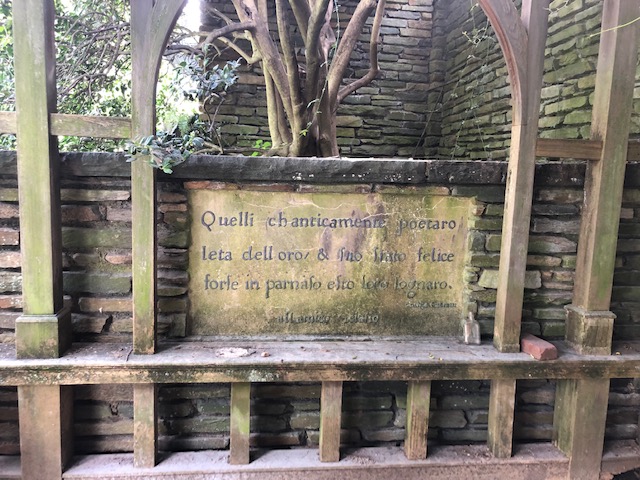 Quelli ch anticamente poetaro
leta dell oro, & ſuo ſtato felice
forſe in parnaſo eſto loco ſognaro.